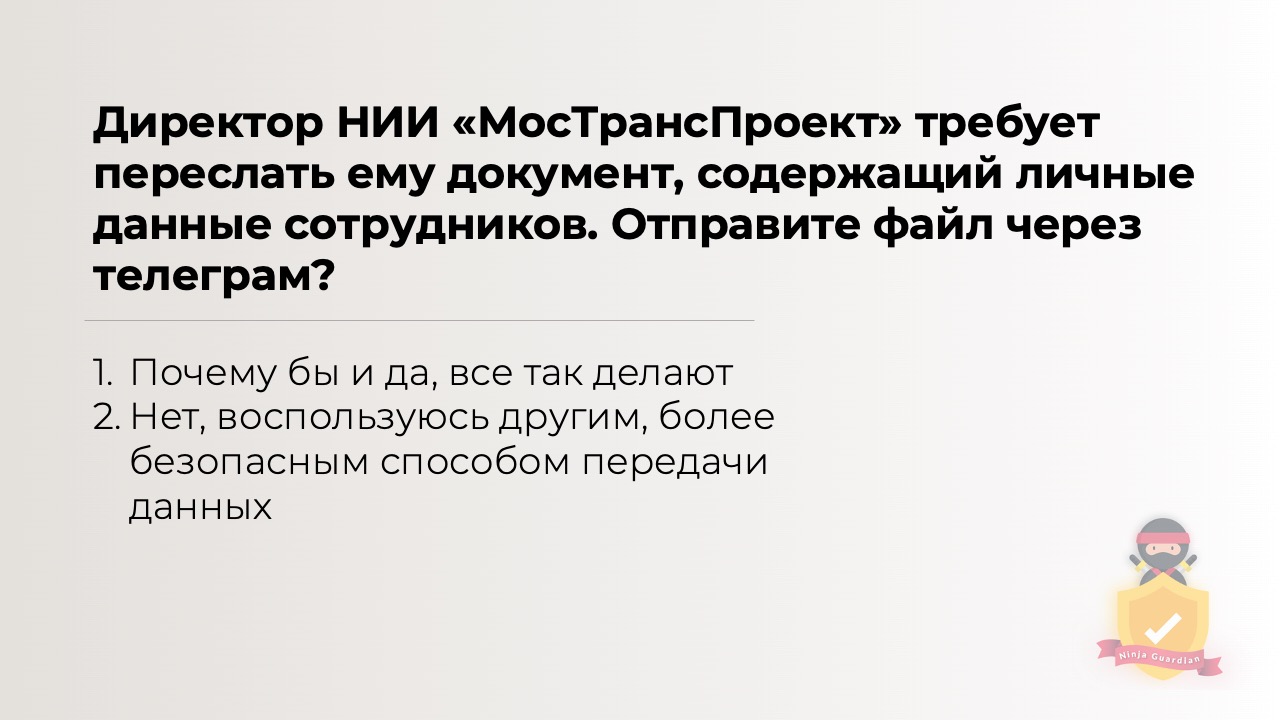 Директор НИИ «МосТрансПроект» требует
переслать ему документ, содержащий личные
данные сотрудников. Отправите файл через
телеграм?
1. Почему бы и да, все так делают
2. Нет, воспользуюсь другим, более
безопасным способом передачи
данных
Ninja Guardian